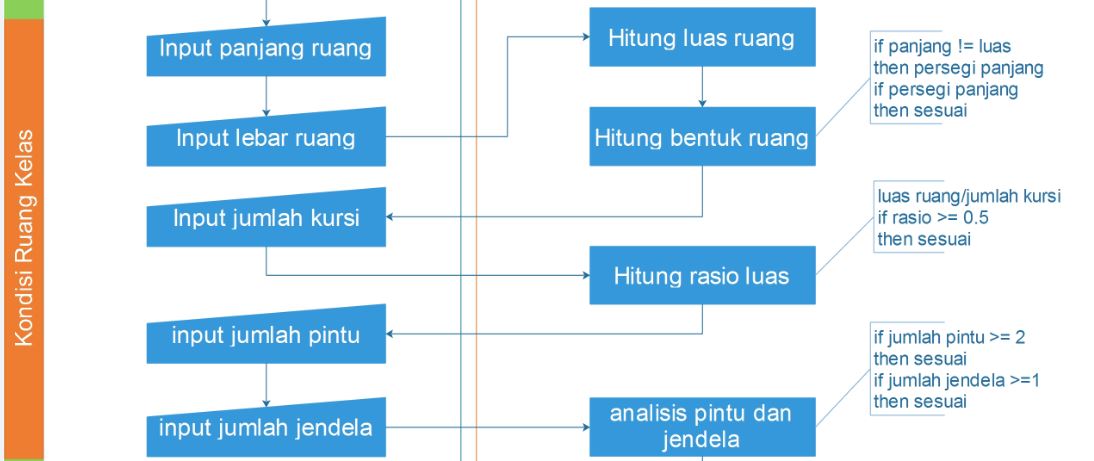 Kondisi Ruang Kelas
Input panjang ruang
Hitung luas ruang
if panjang != luas
then persegi panjang
if persegi panjang
then sesuai
Input lebar ruang
Hitung bentuk ruang
Input jumlah kursi
luas ruang/jumlah kursi
if rasio >= 0.5
then sesuai
Hitung rasio luas
input jumlah pintu
if jumlah pintu >= 2
then sesuai
if jumlah jendela >=1
then sesuai
input jumlah jendela
analisis pintu dan
jendela